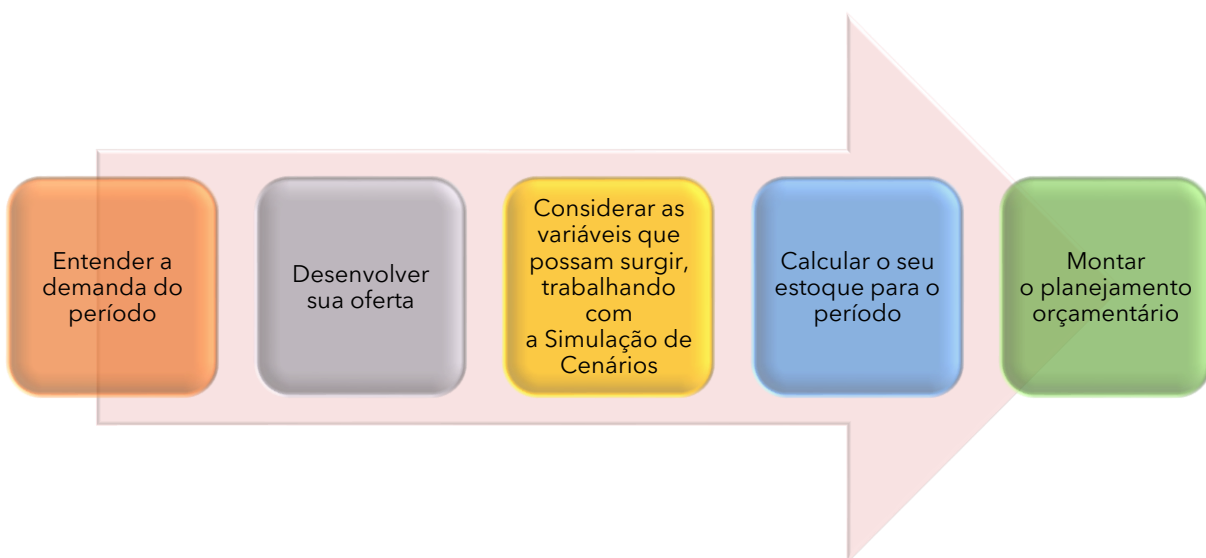 Entender a
demanda do
período
Desenvolver
sua oferta
Considerar as
variáveis que
possam surgir,
trabalhando
com
a Simulação de
Cenários
Calcular o seu
estoque para o
período
Montar
o planejamento
orçamentário